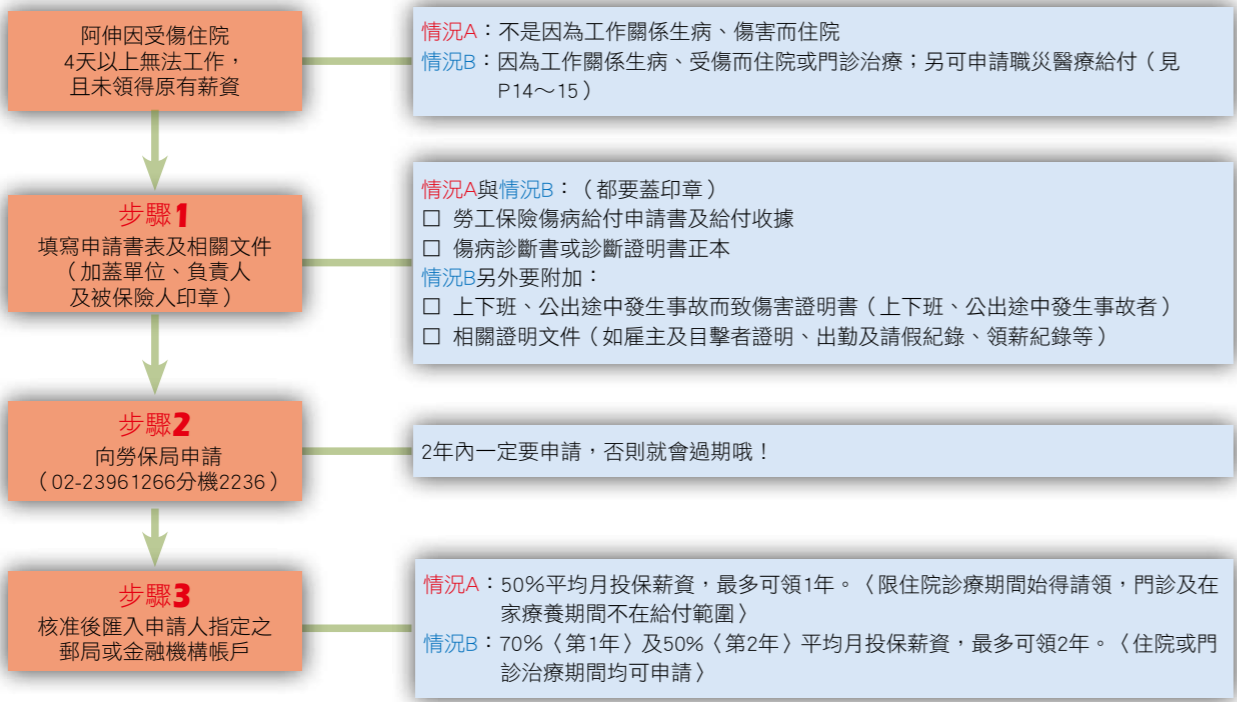 阿伸因受傷住院
4天以上無法工作，
且未領得原有薪資
情況A：不是因為工作關係生病、傷害而住院
情況B：因為工作關係生病、受傷而住院或門診治療；另可申請職災醫療給付（見
P14～15）
步驟1
填寫申請書表及相關文件
（加蓋單位、負責人
及被保險人印章）
情況A與情況B：（都要蓋印章）
□ 勞工保險傷病給付申請書及給付收據
□ 傷病診斷書或診斷證明書正本
情況B另外要附加：
□ 上下班、公出途中發生事故而致傷害證明書（上下班、公出途中發生事故者）
□ 相關證明文件（如雇主及目擊者證明、出勤及請假紀錄、領薪紀錄等）
步驟2
向勞保局申請
（02-23961266分機2236）
2年內一定要申請，否則就會過期哦！
步驟3
核准後匯入申請人指定之
郵局或金融機構帳戶
情況A：50%平均月投保薪資，最多可領1年。〈限住院診療期間始得請領，門診及在
家療養期間不在給付範圍〉
情況B：70%〈第1年〉及50%〈第2年〉平均月投保薪資，最多可領2年。〈住院或門
診治療期間均可申請〉